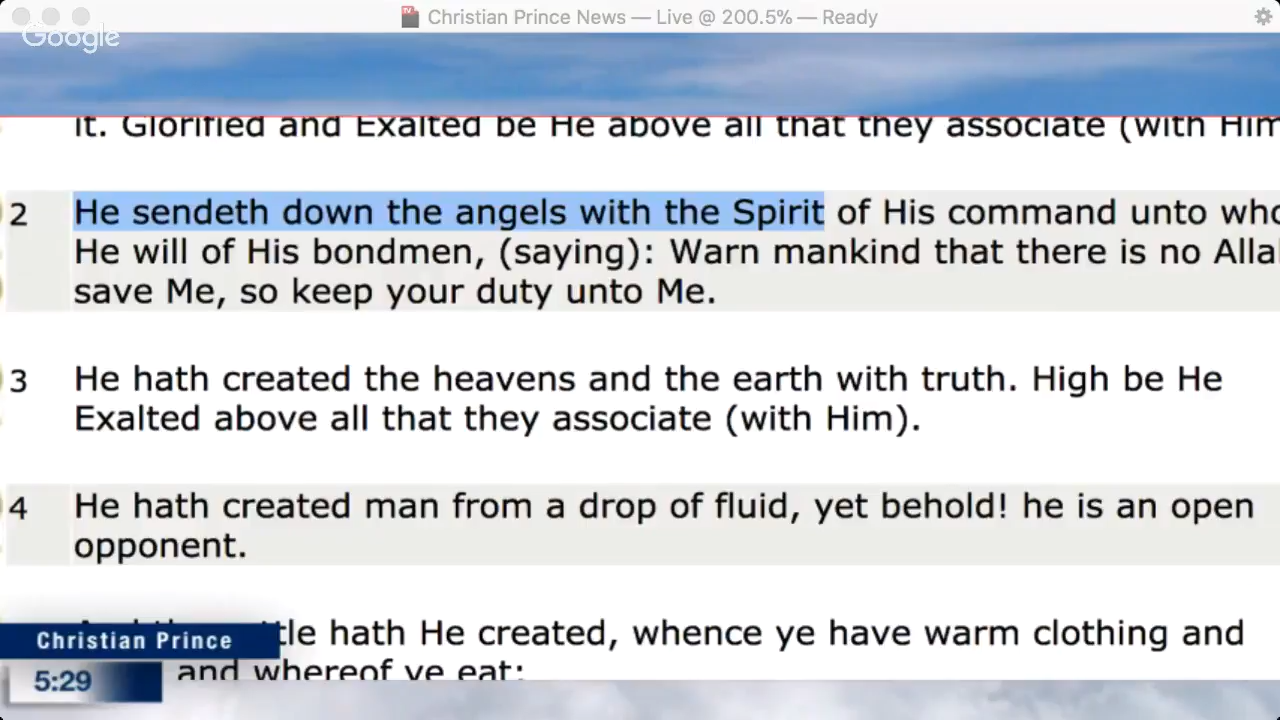 Christian Prince News — Live @ 200.5% — Ready
Google
it. Glorified and Exalted be He above all that they associate (with Him
2 He sendeth down the angels with the Spirit of His command unto
He will of His bondmen, (saying): Warn mankind that there is no
save Me, so keep your duty unto Me.
3 He hath created the heavens and the earth with truth. High be He
Exalted above all that they associate (with Him).
4 He hath created man from a drop of fluid, yet behold! he is an open
opponent.
hath He created, whence ye have warm clothing and
and whereof ye eat:
Christian Prince
5:29